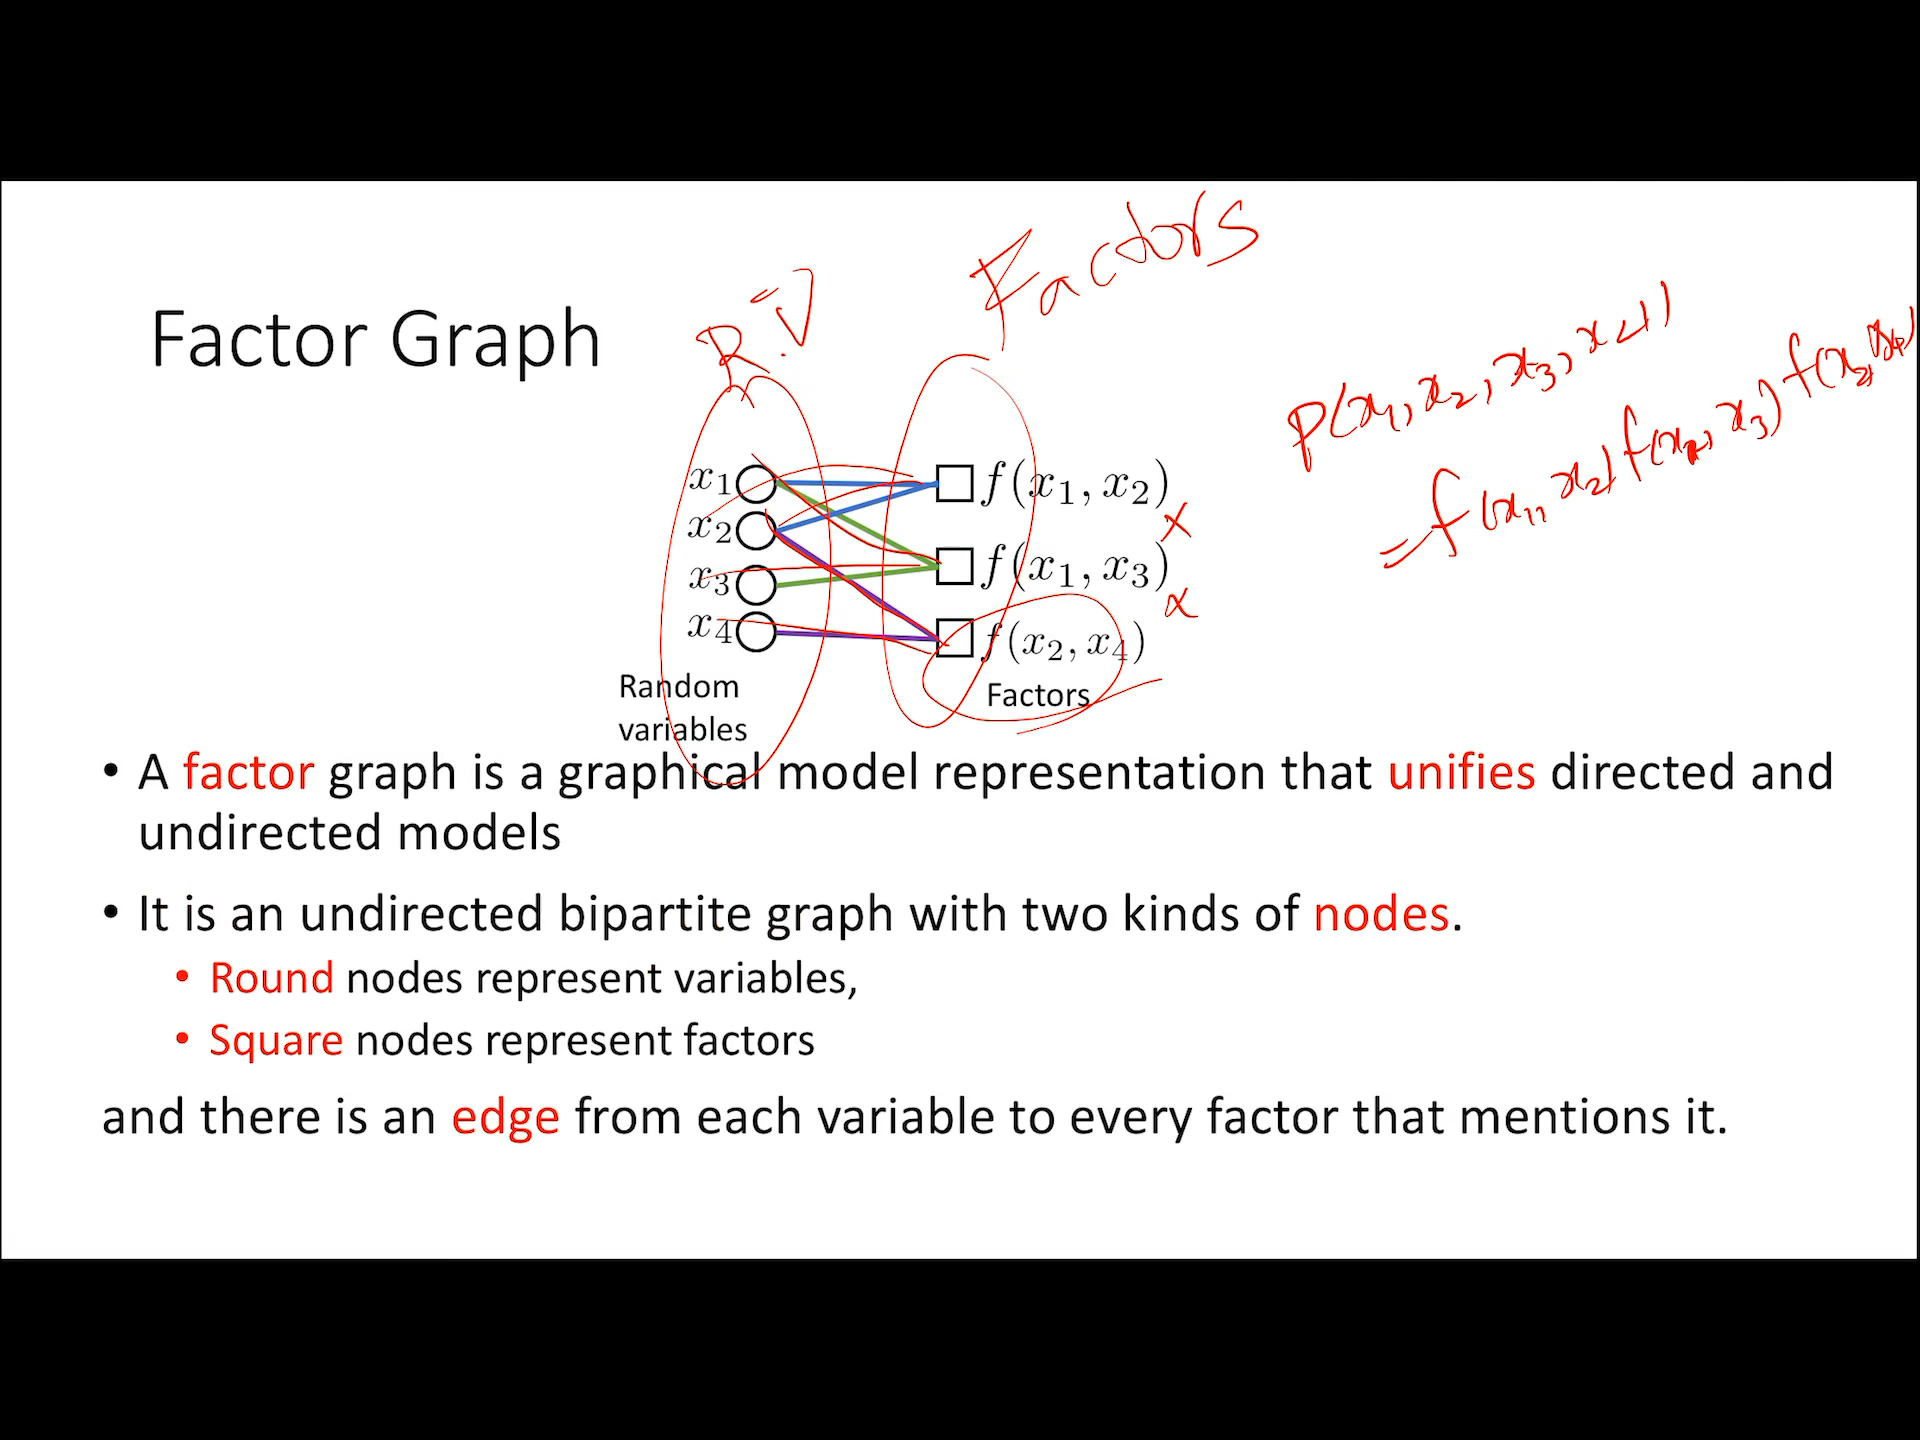 Factors
R.V
Factor Graph
P(x1, x2, x3, x4)
= f(x1, x2) f(x1, x3) f(x2, x4)
x1 f(x1, x2)
x
x2
x3 f(x1, x3)
x
x4 f(x2, x4)
Random
variables
Factors
• A factor graph is a graphical model representation that unifies directed and
undirected models
• It is an undirected bipartite graph with two kinds of nodes.
• Round nodes represent variables,
• Square nodes represent factors
and there is an edge from each variable to every factor that mentions it.